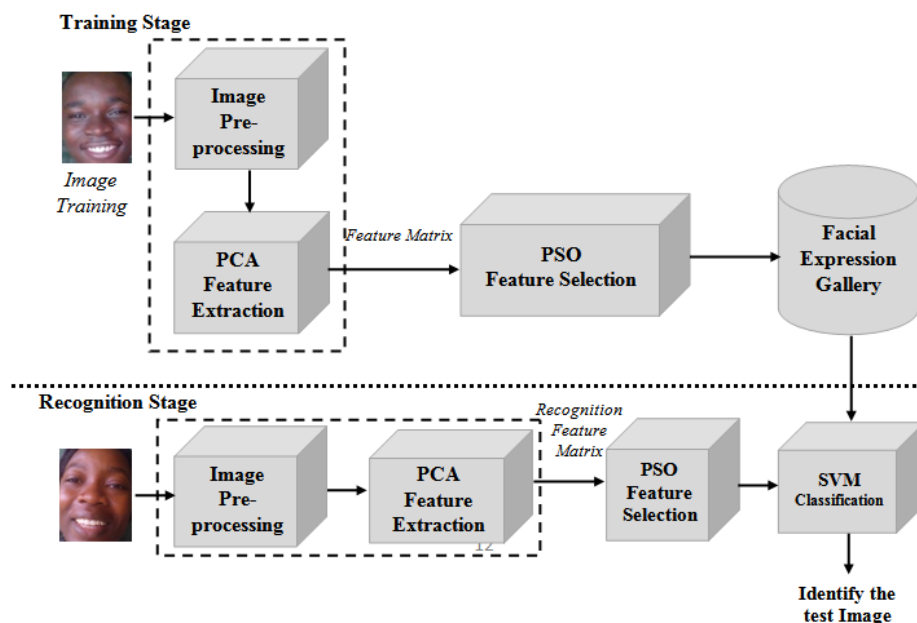 Training Stage
Image
Pre-
processing
Image
Training
PCA
Feature
Extraction
Feature Matrix
PSO
Feature Selection
Facial
Expression
Gallery
Recognition Stage
Image
Pre-
processing
PCA
Feature
Extraction
12
Recognition
Feature
Matrix
PSO
Feature
Selection
SVM
Classification
Identify the
test Image